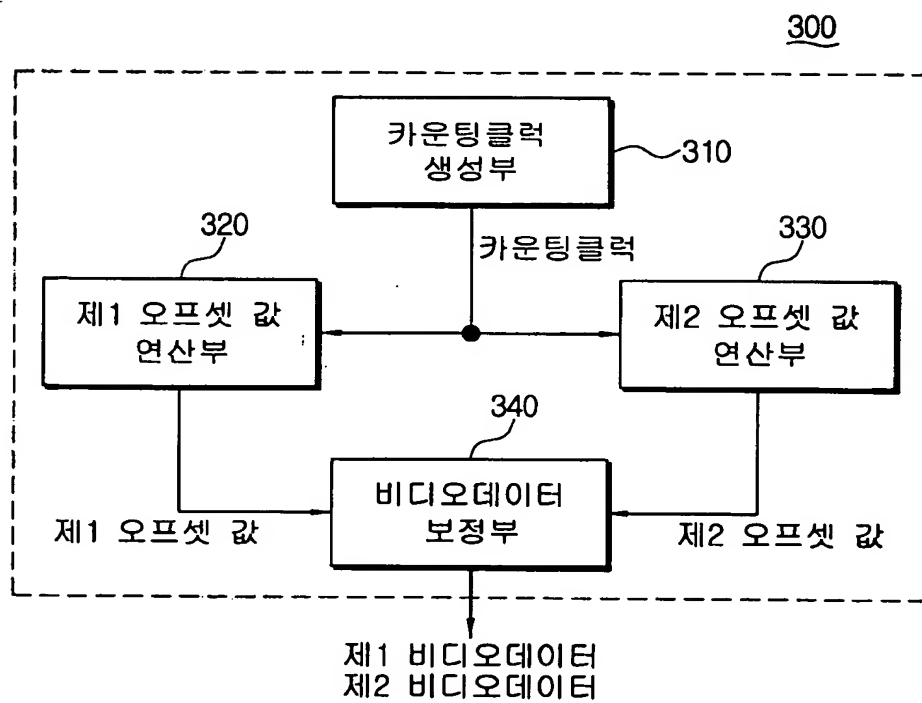 300
카운팅클럭
생성부
310
카운팅클럭
320
330
제1 오프셋 값
연산부
제2 오프셋 값
연산부
340
비디오데이터
보정부
제1 오프셋 값
제2 오프셋 값
제1 비디오데이터
제2 비디오데이터